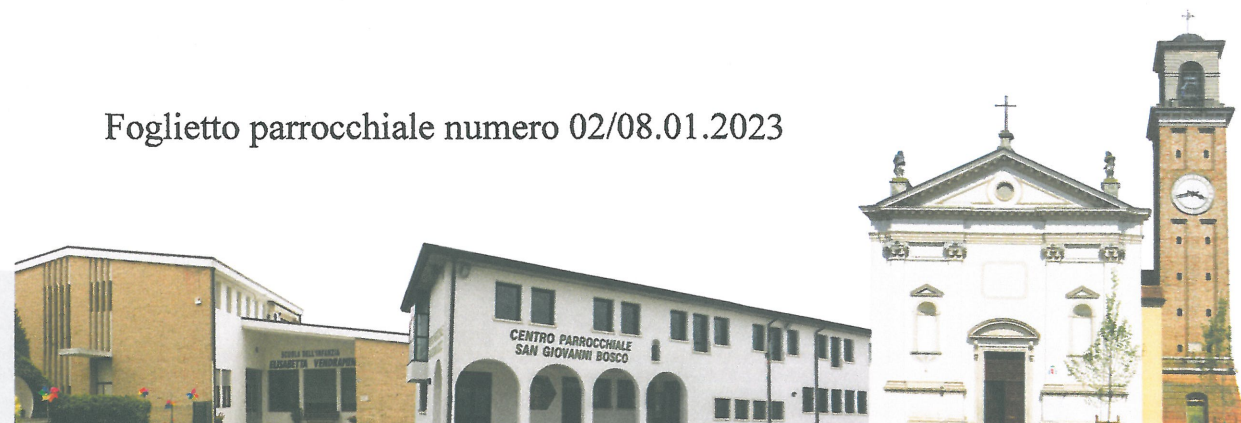 Foglietto parrocchiale numero 02/08.01.2023
SCUOLA DELL'INFANZIA
ELISABETTA VENDRAMINI
CENTRO PARROCCHIALE
SAN GIOVANNI BOSCO